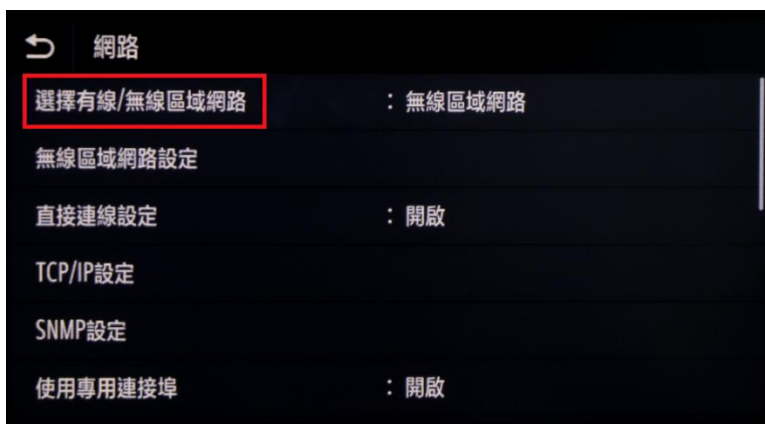 網路
選擇有線/無線區域網路 : 無線區域網路
無線區域網路設定
直接連線設定 : 開啟
TCP/IP設定
SNMP設定
使用專用連接埠 : 開啟